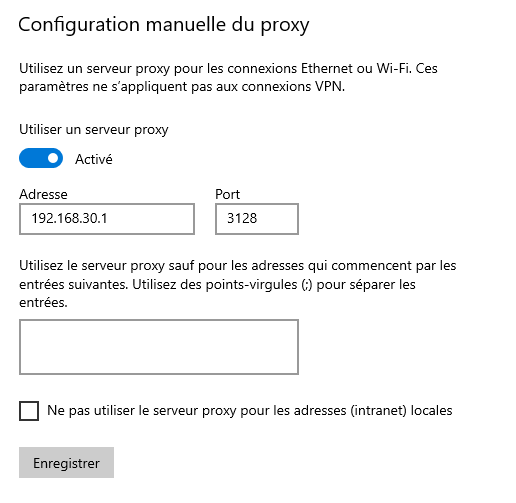 Configuration manuelle du proxy
Utilisez un serveur proxy pour les connexions Ethernet ou Wi-Fi. Ces
paramètres ne s'appliquent pas aux connexions VPN.
Utiliser un serveur proxy
Activé
Adresse Port
192.168.30.1 3128
Utilisez le serveur proxy sauf pour les adresses qui commencent par les
entrées suivantes. Utilisez des points-virgules (;) pour séparer les
entrées.
Ne pas utiliser le serveur proxy pour les adresses (intranet) locales
Enregistrer